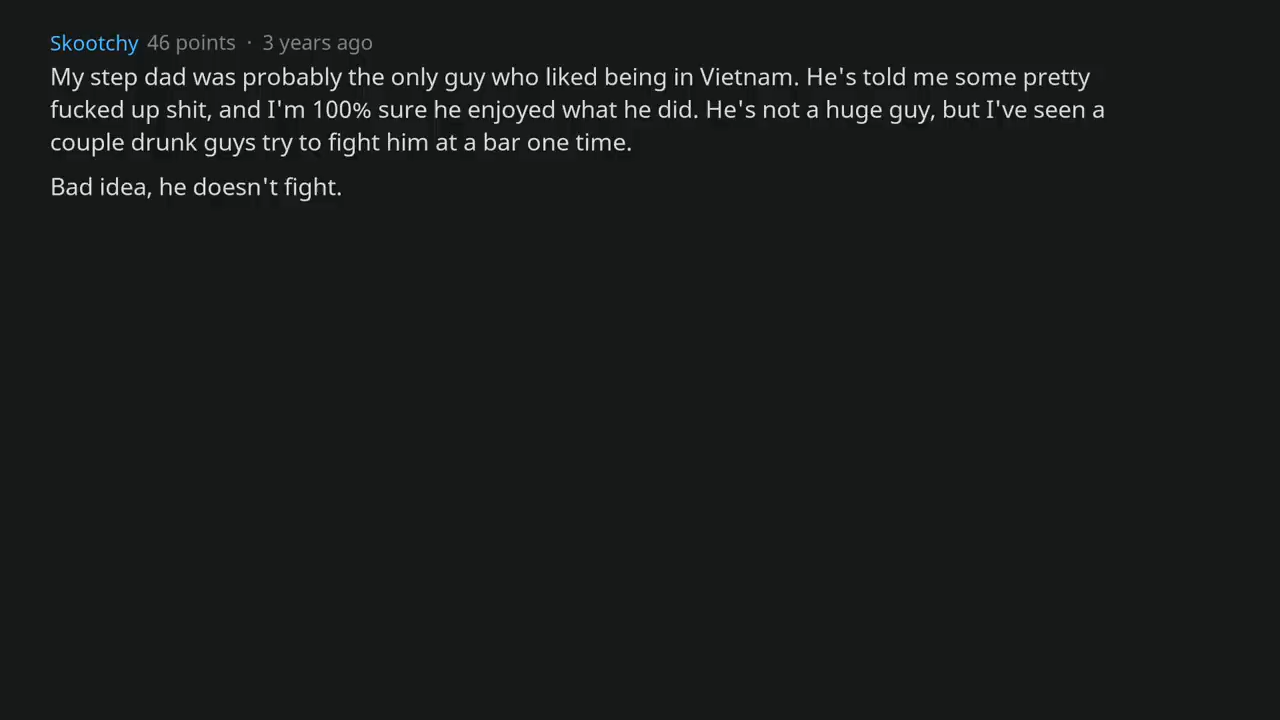 Skootchy 46 points · 3 years ago
My step dad was probably the only guy who liked being in Vietnam. He's told me some pretty
fucked up shit, and I'm 100% sure he enjoyed what he did. He's not a huge guy, but I've seen a
couple drunk guys try to fight him at a bar one time.
Bad idea, he doesn't fight.